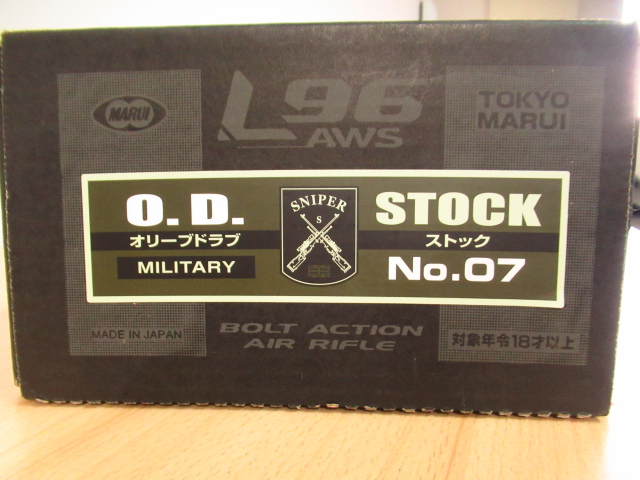 MARUI
L96
AWS
TOKYO
MARUI
O.D.
オリーブドラブ
MILITARY
SNIPER
S
STOCK
ストック
No.07
MADE IN JAPAN
BOLT ACTION
AIR RIFLE
対象年令18才以上